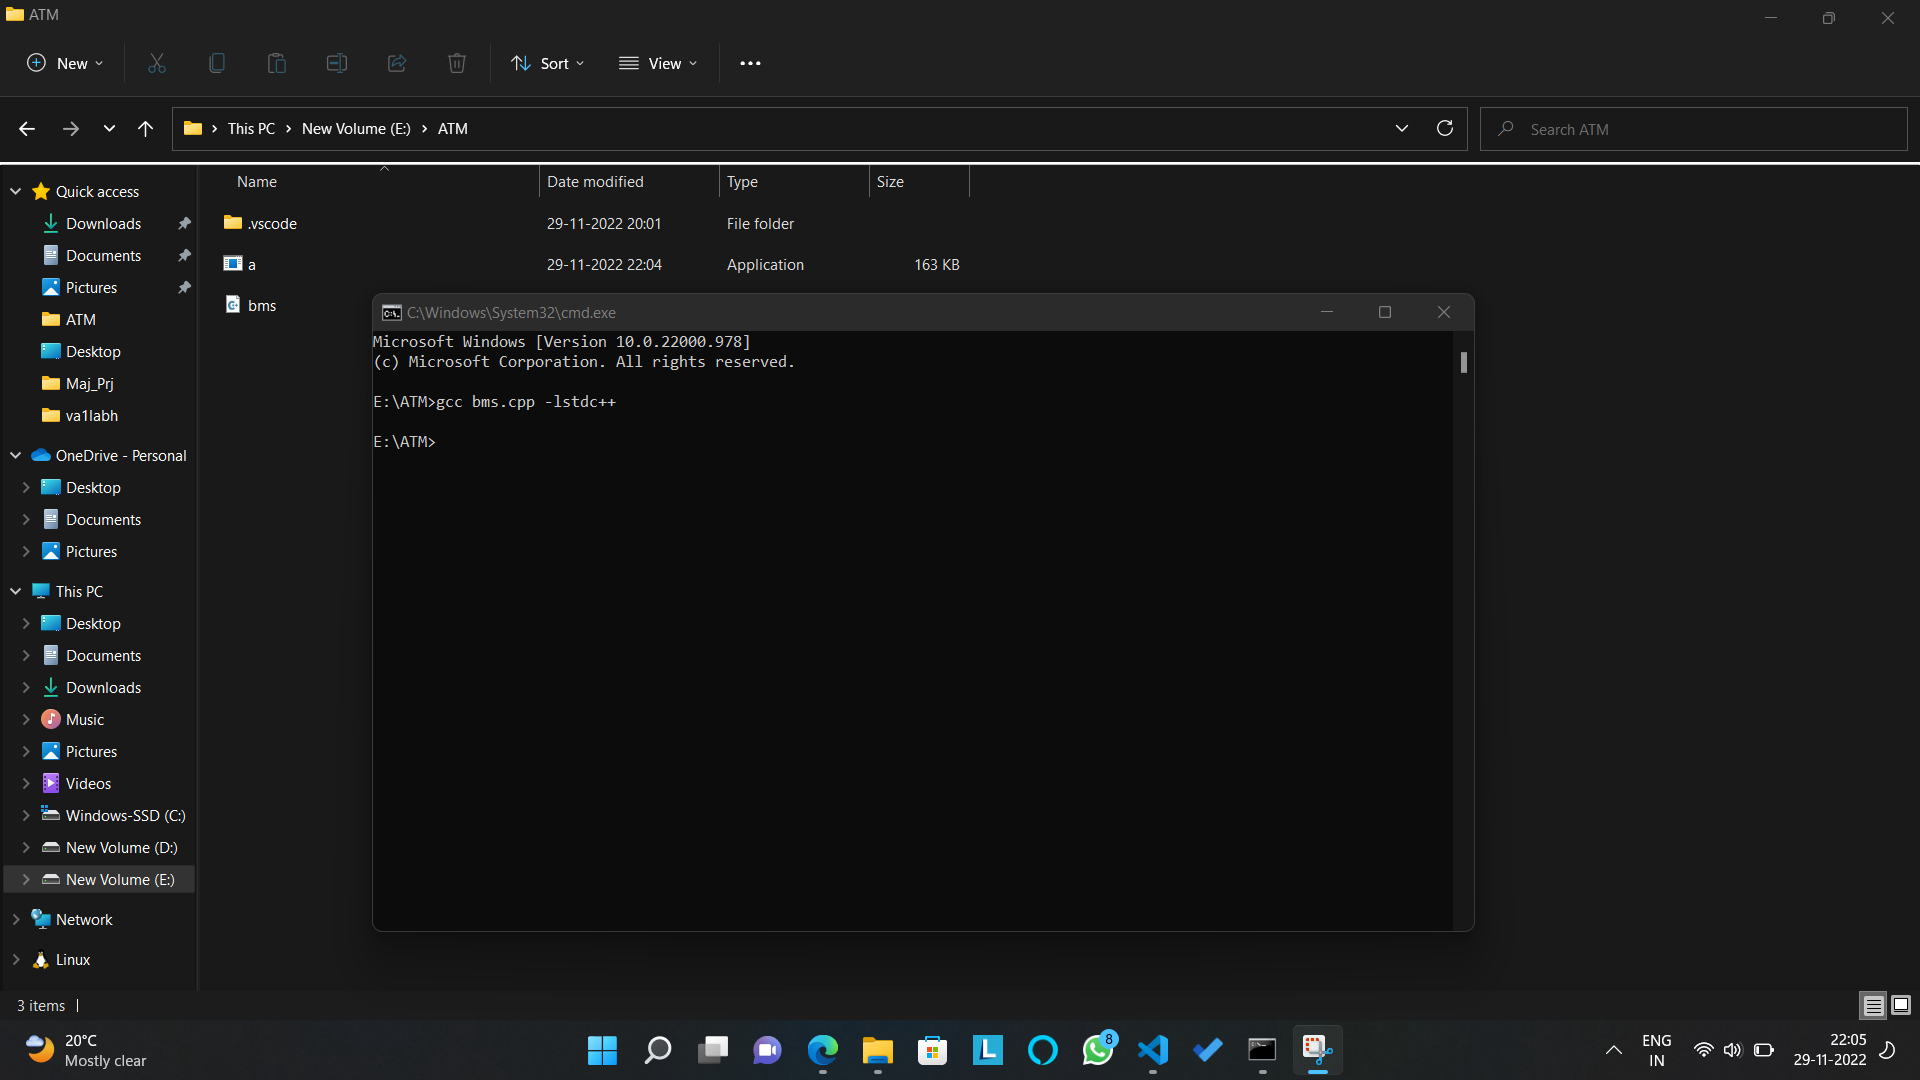 ATM
New
Sort
View
This PC
New Volume (E:)
ATM
Search ATM
Name
Date modified
Type
Size
Quick access
Downloads
Documents
Pictures
ATM
Desktop
Maj_Prj
va1labh
OneDrive - Personal
Desktop
Documents
Pictures
This PC
Desktop
Documents
Downloads
Music
Pictures
Videos
Windows-SSD (C:)
New Volume (D:)
New Volume (E:)
Network
Linux
.vscode 29-11-2022 20:01 File folder
a 29-11-2022 22:04 Application 163 KB
bms
C:\Windows\System32\cmd.exe
Microsoft Windows [Version 10.0.22000.978]
(c) Microsoft Corporation. All rights reserved.
E:\ATM>gcc bms.cpp -lstdc++
E:\ATM>
3 items
20°C
Mostly clear
L
8
ENG
IN
22:05
29-11-2022